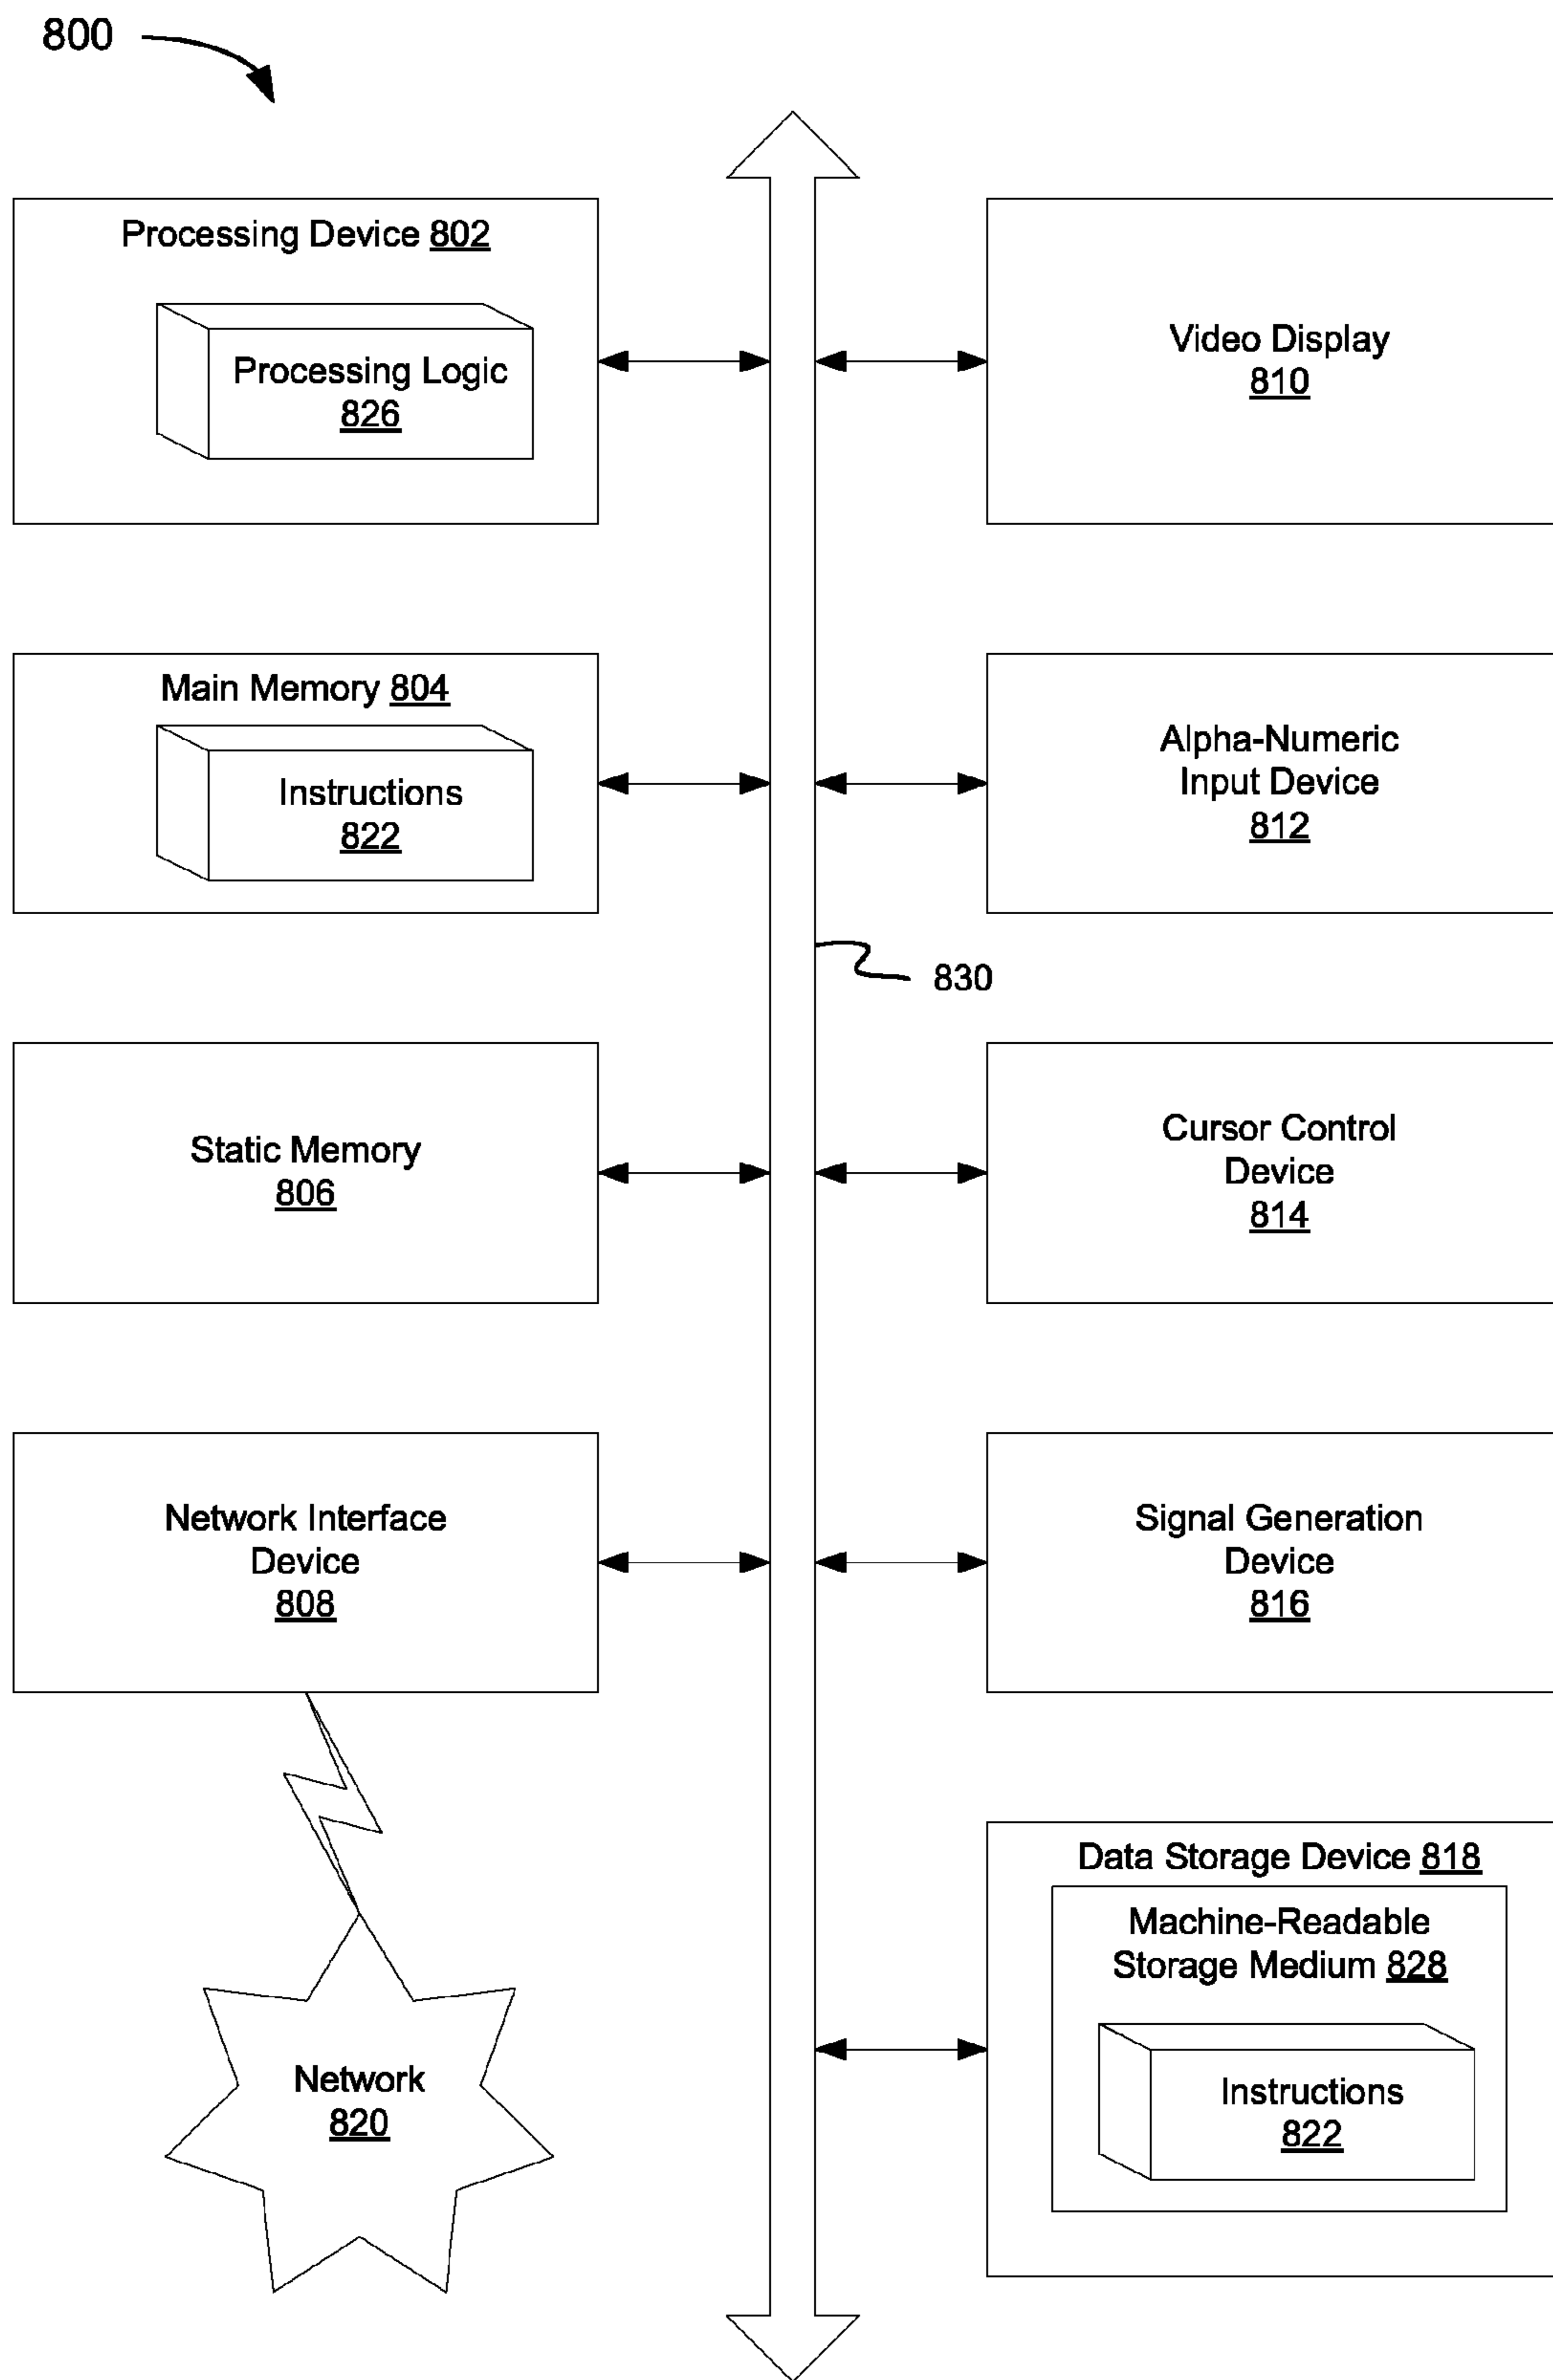 800
Processing Device 802
Processing Logic
826
Video Display
810
Main Memory 804
Instructions
822
Alpha-Numeric
Input Device
812
830
Static Memory
806
Cursor Control
Device
814
Network Interface
Device
808
Signal Generation
Device
816
Data Storage Device 818
Machine-Readable
Storage Medium 828
Instructions
822
Network
820